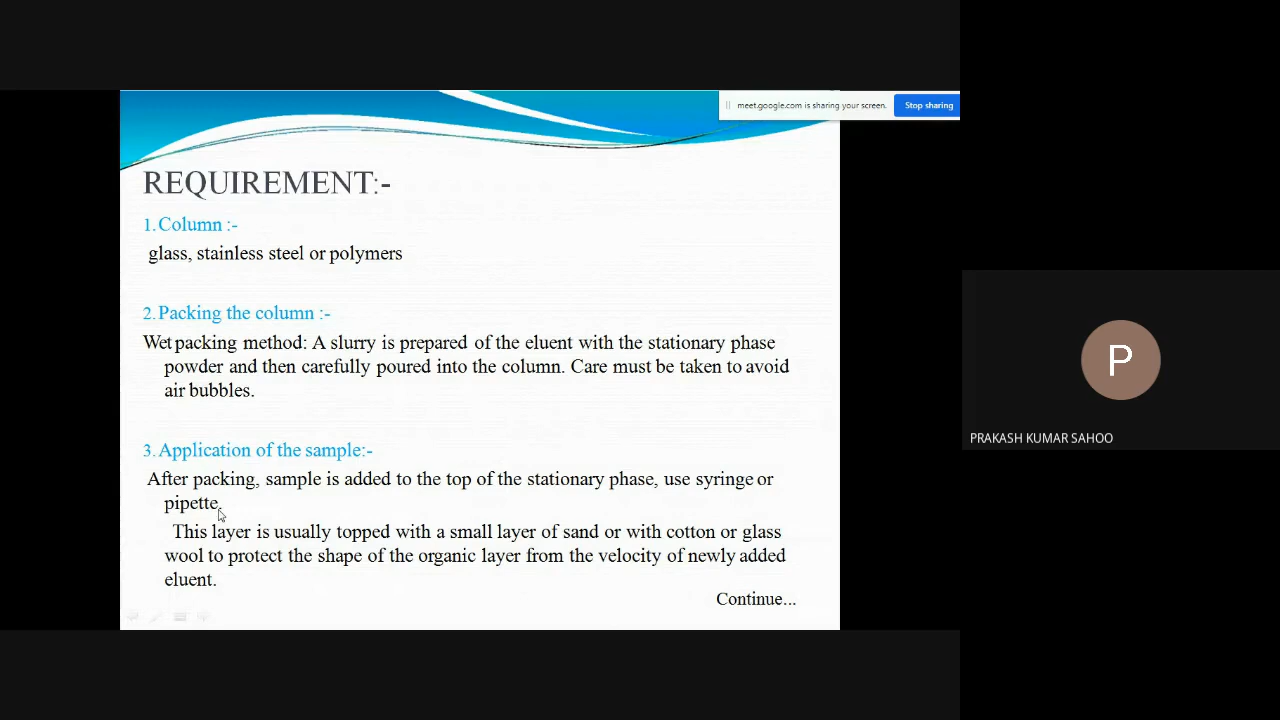 meet.google.com is sharing your screen.
Stop sharing
REQUIREMENT:-
1.Column :-
glass, stainless steel or polymers
2.Packing the column :-
Wet packing method: A slurry is prepared of the eluent with the stationary phase
powder and then carefully poured into the column. Care must be taken to avoid
air bubbles.
3.Application of the sample:-
After packing, sample is added to the top of the stationary phase, use syringe or
pipette.
This layer is usually topped with a small layer of sand or with cotton or glass
wool to protect the shape of the organic layer from the velocity of newly added
eluent.
Continue...
P
PRAKASH KUMAR SAHOO